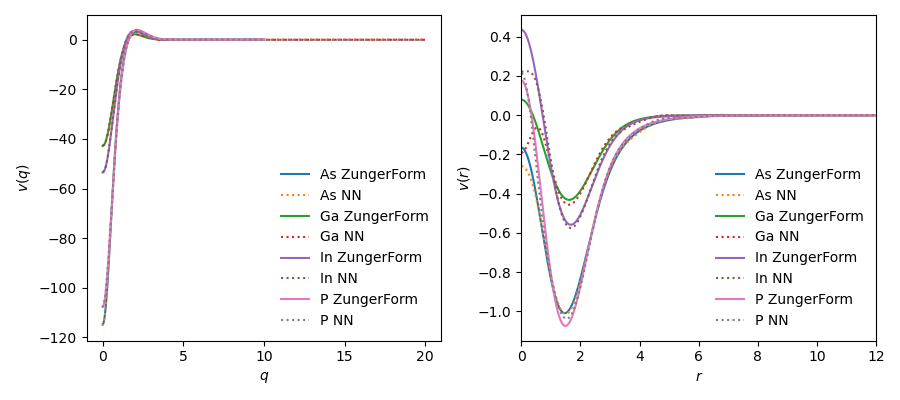 0
−20
−40
−60
−80
−100
−120
v(q)
0
5
10
15
20
q
As ZungerForm
As NN
Ga ZungerForm
Ga NN
In ZungerForm
In NN
P ZungerForm
P NN
0.4
0.2
0.0
−0.2
−0.4
−0.6
−0.8
−1.0
v(r)
0
2
4
6
8
10
12
r
As ZungerForm
As NN
Ga ZungerForm
Ga NN
In ZungerForm
In NN
P ZungerForm
P NN